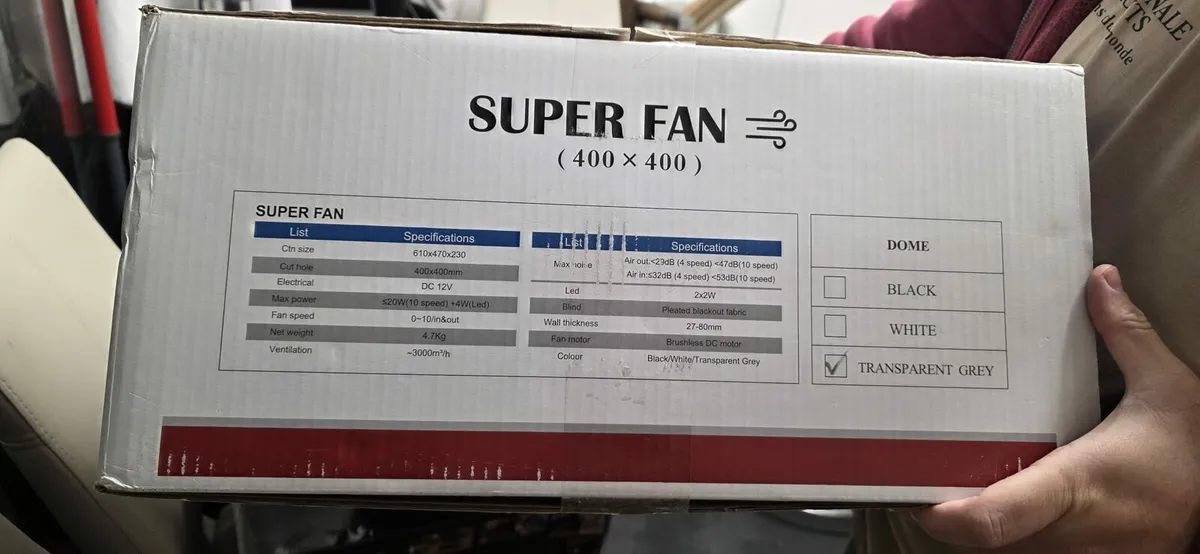 SUPER FAN
( 400 × 400 )
SUPER FAN
List Specifications
Ctn size 610x470x230
Cut hole 400x400mm
Electrical DC 12V
Max power ≤20W(10 speed) +4W(Led)
Fan speed 0~10/in&out
Net weight 4.7Kg
Ventilation ~3000m³/h
List Specifications
Max noise Air out:<29dB (4 speed) <47dB(10 speed)
Air in:≤32dB (4 speed) <53dB(10 speed)
Led 2x2W
Blind Pleated blackout fabric
Wall thickness 27-80mm
Fan motor Brushless DC motor
Colour Black/White/Transparent Grey
DOME
BLACK
WHITE
TRANSPARENT GREY
NALE
CTS
onde